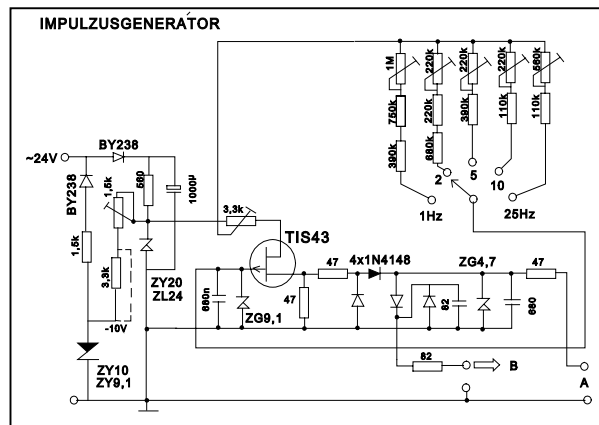 IMPULZUSGENERÁTOR
1M
220k
220k
220k
560k
750k
220k
390k
110k
110k
390k
680k
~24V
BY238
BY238
560
1000µ
1,5k
1,5k
3,3k
-10V
3,3k
TIS43
2
5
10
1Hz
25Hz
ZY20
ZL24
680n
ZG9,1
47
47
4x1N4148
ZG4,7
47
82
680
82
B
A
ZY10
ZY9,1